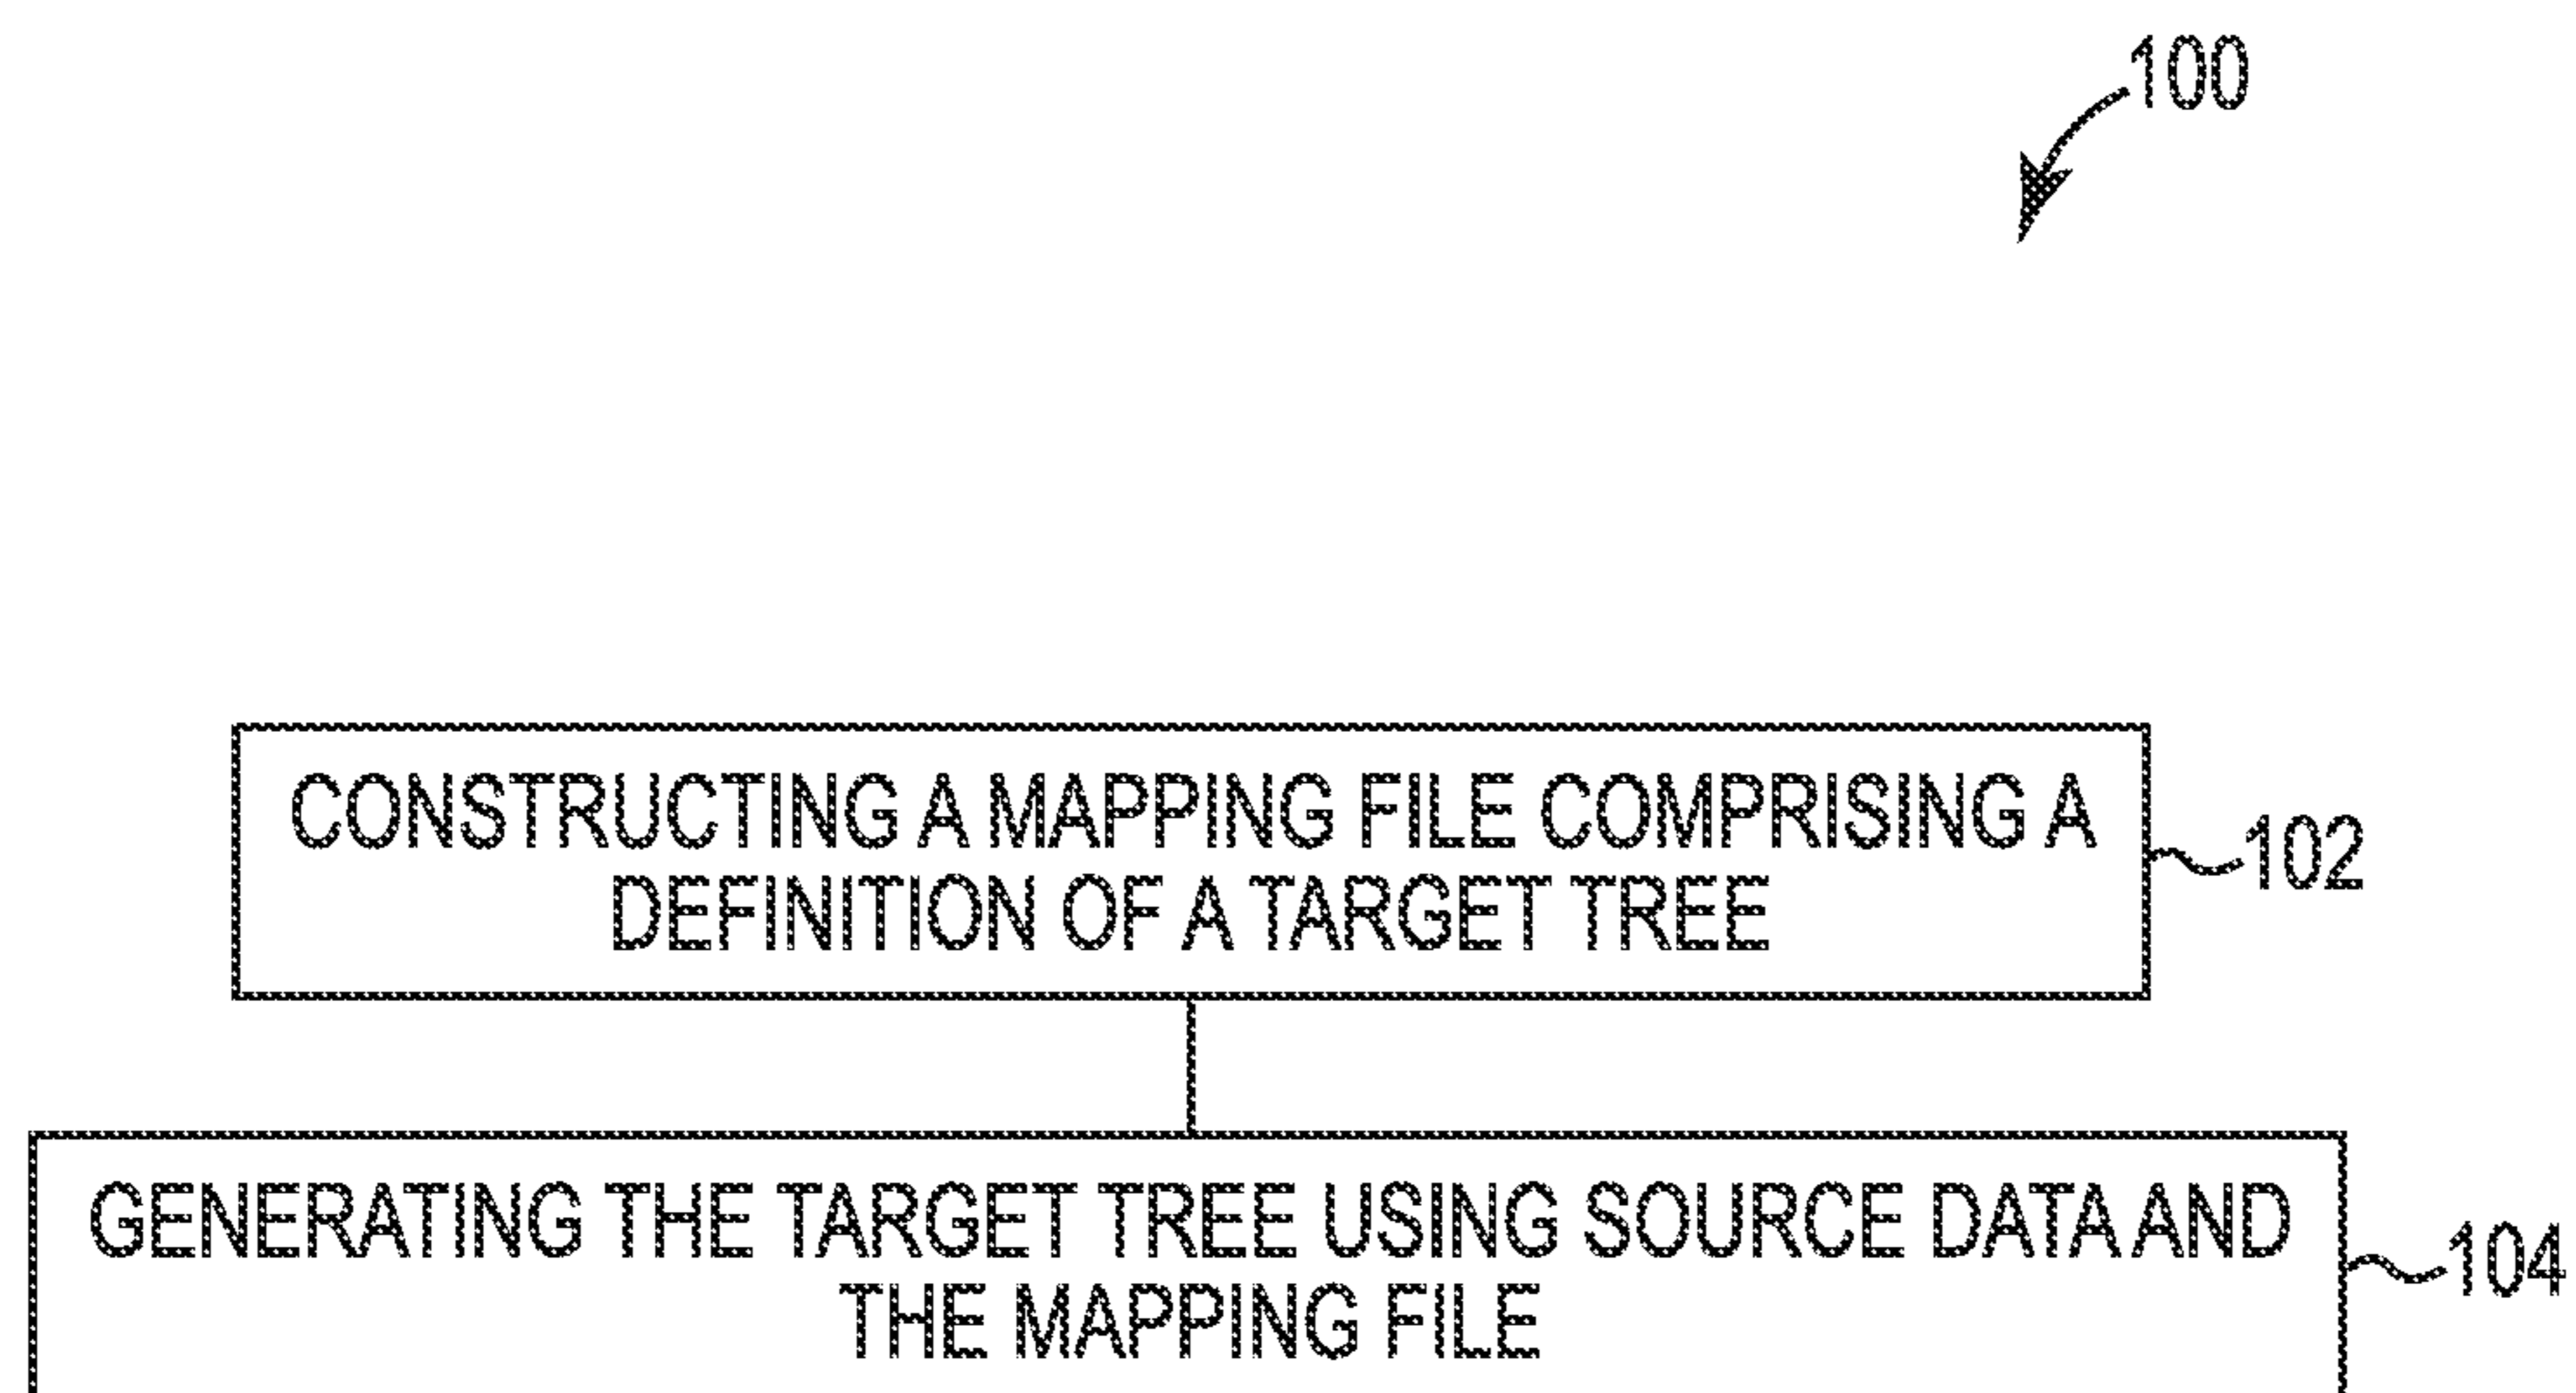 100
CONSTRUCTING A MAPPING FILE COMPRISING A
DEFINITION OF A TARGET TREE
102
GENERATING THE TARGET TREE USING SOURCE DATA AND
THE MAPPING FILE
104